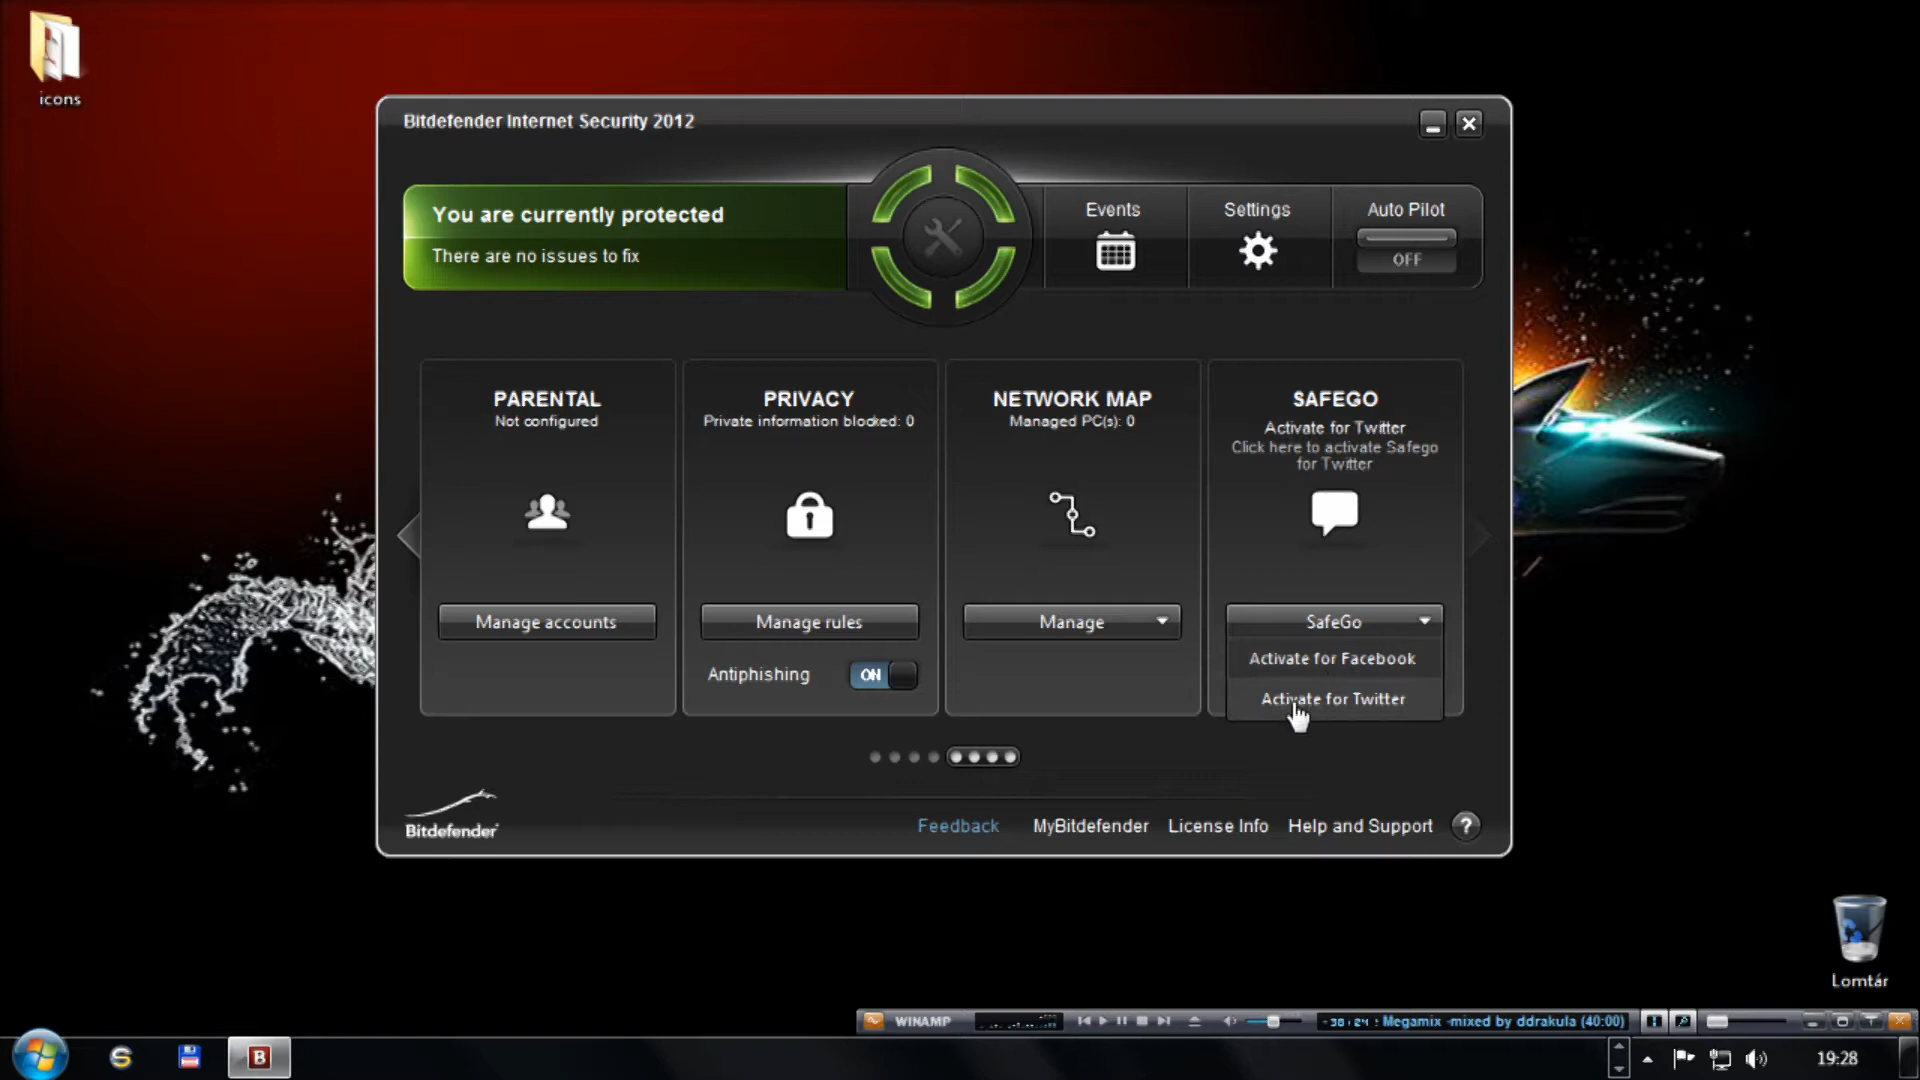 icons
Bitdefender Internet Security 2012
You are currently protected
There are no issues to fix
Events
Settings
Auto Pilot
OFF
PARENTAL
Not configured
Manage accounts
PRIVACY
Private information blocked: 0
Manage rules
Antiphishing
ON
NETWORK MAP
Managed PC(s): 0
Manage
SAFEGO
Activate for Twitter
Click here to activate Safego
for Twitter
SafeGo
Activate for Facebook
Activate for Twitter
Bitdefender
Feedback
MyBitdefender
License Info
Help and Support
?
Lomtár
WINAMP
-38:24 : Megamix -mixed by ddrakula (40:00)
B
19:28